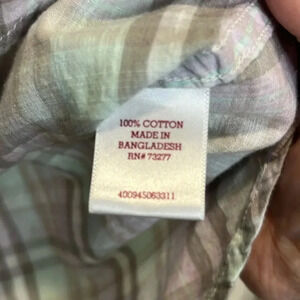 100% COTTON
MADE IN
BANGLADESH
RN# 73277
400945063311